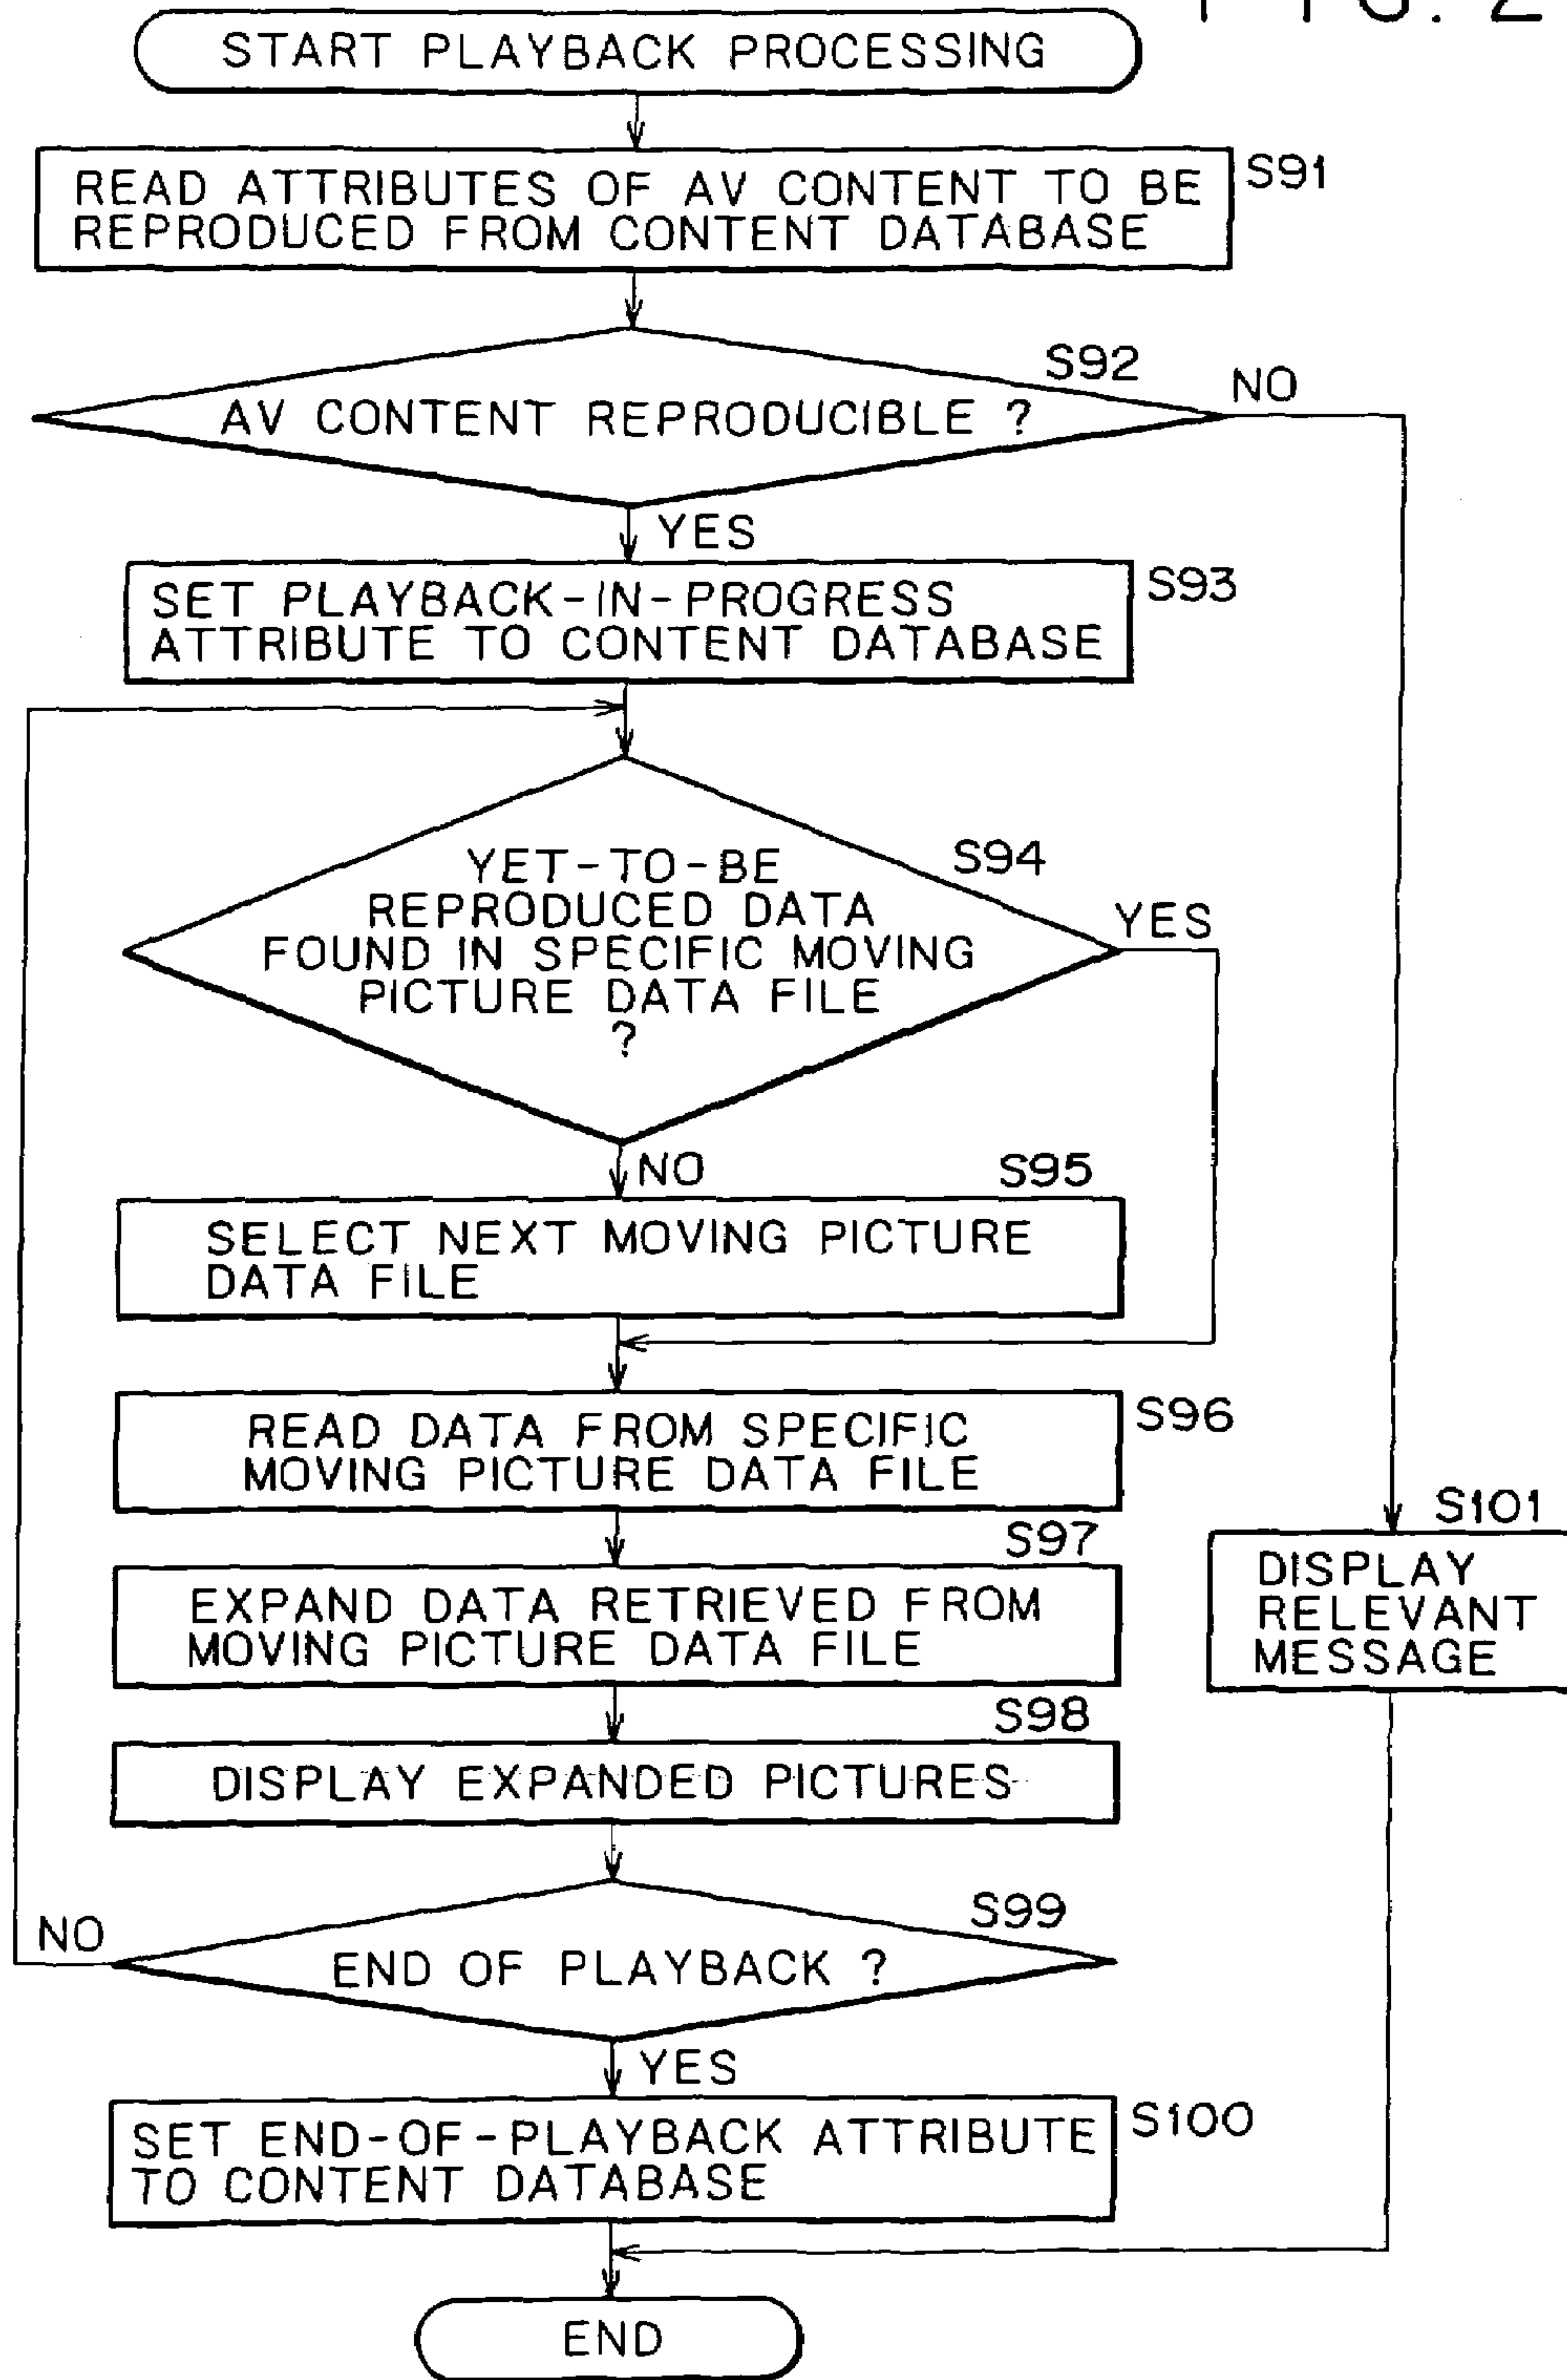 FIG. 2
START PLAYBACK PROCESSING
S91
READ ATTRIBUTES OF AV CONTENT TO BE
REPRODUCED FROM CONTENT DATABASE
S92
NO
AV CONTENT REPRODUCIBLE ?
YES
S93
SET PLAYBACK-IN-PROGRESS
ATTRIBUTE TO CONTENT DATABASE
S94
YET-TO-BE
REPRODUCED DATA
FOUND IN SPECIFIC MOVING
PICTURE DATA FILE
?
YES
NO
S95
SELECT NEXT MOVING PICTURE
DATA FILE
S96
READ DATA FROM SPECIFIC
MOVING PICTURE DATA FILE
S97
EXPAND DATA RETRIEVED FROM
MOVING PICTURE DATA FILE
S101
DISPLAY
RELEVANT
MESSAGE
S98
DISPLAY EXPANDED PICTURES
S99
NO
END OF PLAYBACK ?
YES
S100
SET END-OF-PLAYBACK ATTRIBUTE
TO CONTENT DATABASE
END